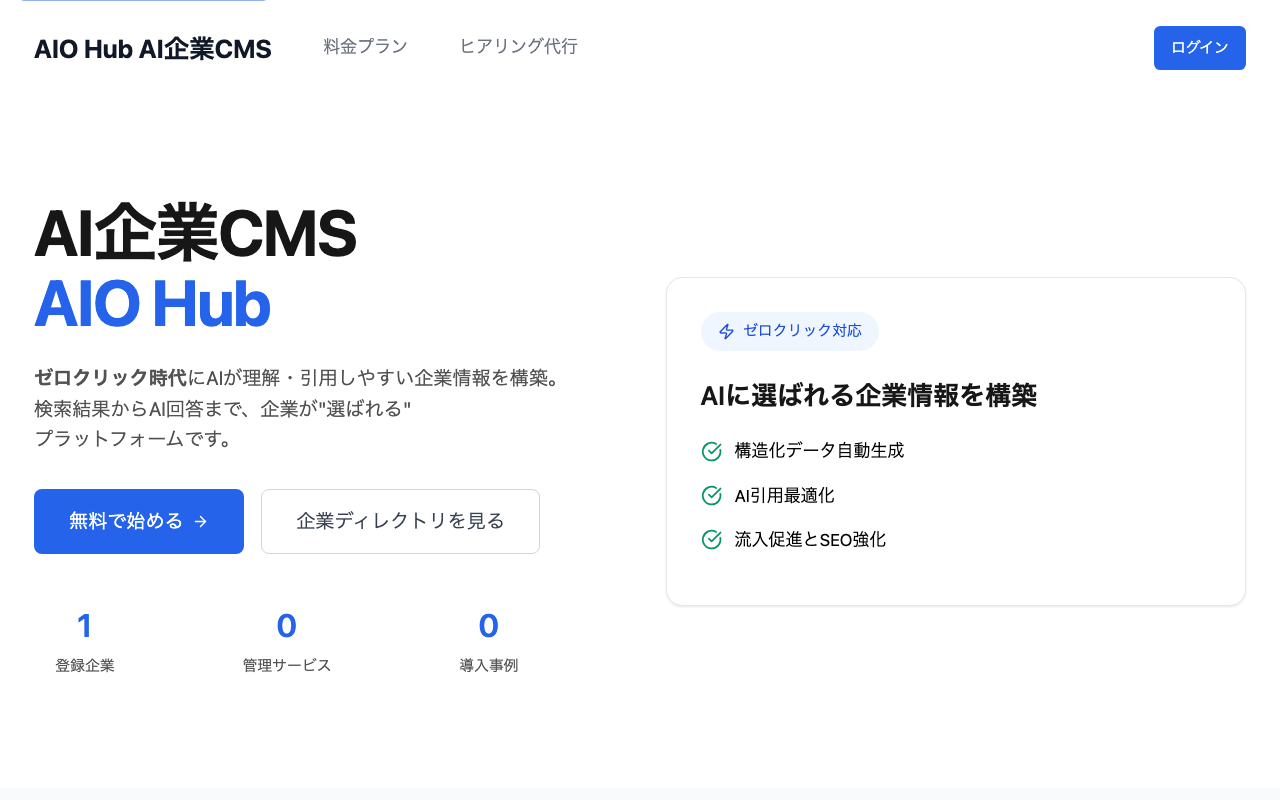 AIO Hub AI企業CMS
料金プラン
ヒアリング代行
ログイン
AI企業CMS
AIO Hub
ゼロクリック時代にAIが理解・引用しやすい企業情報を構築。
検索結果からAI回答まで、企業が"選ばれる"
プラットフォームです。
無料で始める →
企業ディレクトリを見る
1
登録企業
0
管理サービス
0
導入事例
ゼロクリック対応
AIに選ばれる企業情報を構築
構造化データ自動生成
AI引用最適化
流入促進とSEO強化